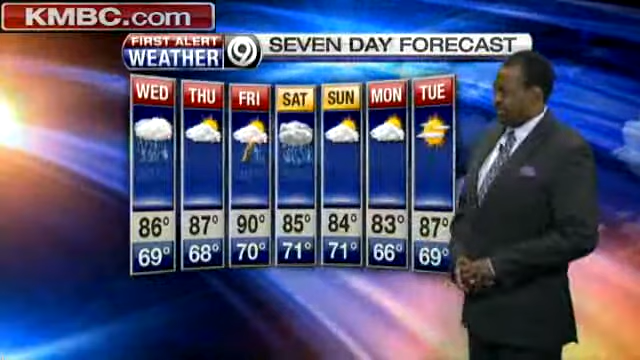 KMBC.com
FIRST ALERT
WEATHER 9
SEVEN DAY FORECAST
WED THU FRI SAT SUN MON TUE
86° 87° 90° 85° 84° 83° 87°
69° 68° 70° 71° 71° 66° 69°